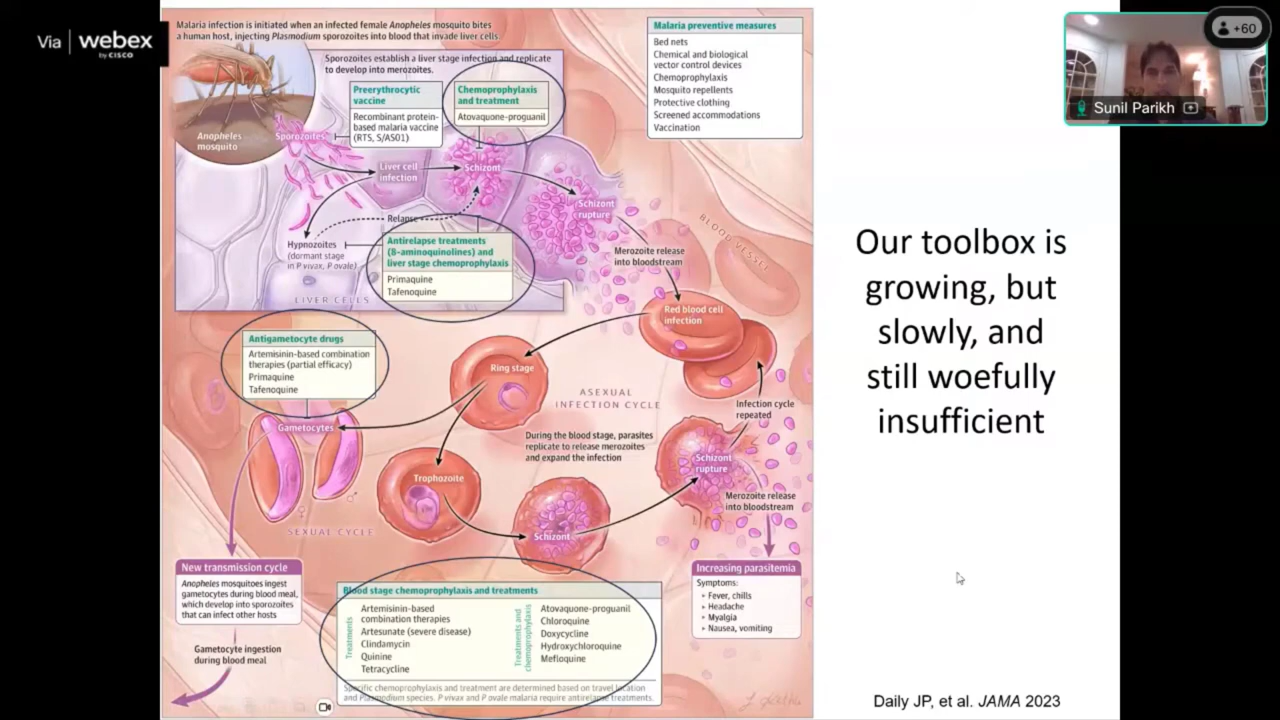 Via | webex
by CISCO
Malaria infection is initiated when an infected female Anopheles mosquito bites
a human host, injecting Plasmodium sporozoites into blood that invade liver cells.
Sporozoites establish a liver stage infection and replicate
to develop into merozoites.
Preerythrocytic
vaccine
Recombinant protein-
based malaria vaccine
(RTS, S/AS01)
Chemoprophylaxis
and treatment
Atovaquone-proguanil
Malaria preventive measures
Bed nets
Chemical and biological
vector control devices
Chemoprophylaxis
Mosquito repellents
Protective clothing
Screened accommodations
Vaccination
+60
Sunil Parikh
Anopheles
mosquito
Sporozoites
Liver cell
infection
Schizont
Schizont
rupture
Relapse
Hypnozoites
(dormant stage
in P vivax, P ovale)
Antirelapse treatments
(8-aminoquinolines) and
liver stage chemoprophylaxis
Primaquine
Tafenoquine
LIVER CELLS
Merozoite release
into bloodstream
BLOOD VESSEL
Red blood cell
infection
Our toolbox is
growing, but
slowly, and
still woefully
insufficient
Antigametocyte drugs
Artemisinin-based combination
therapies (partial efficacy)
Primaquine
Tafenoquine
Ring stage
ASEXUAL
INFECTION CYCLE
Infection cycle
repeated
Gametocytes
During the blood stage, parasites
replicate to release merozoites
and expand the infection
Trophozoite
Schizont
rupture
Merozoite release
into bloodstream
♀
♂
SEXUAL CYCLE
Schizont
New transmission cycle
Anopheles mosquitoes ingest
gametocytes during blood meal,
which develop into sporozoites
that can infect other hosts
Gametocyte ingestion
during blood meal
Increasing parasitemia
Symptoms:
▸ Fever, chills
▸ Headache
▸ Myalgia
▸ Nausea, vomiting
Blood stage chemoprophylaxis and treatments
Treatments
Artemisinin-based
combination therapies
Artesunate (severe disease)
Clindamycin
Quinine
Tetracycline
Treatments and
chemoprophylaxis
Atovaquone-proguanil
Chloroquine
Doxycycline
Hydroxychloroquine
Mefloquine
Specific chemoprophylaxis and treatment are determined based on travel location
and Plasmodium species. P vivax and P ovale malaria require antirelapse treatments.
Daily JP, et al. JAMA 2023